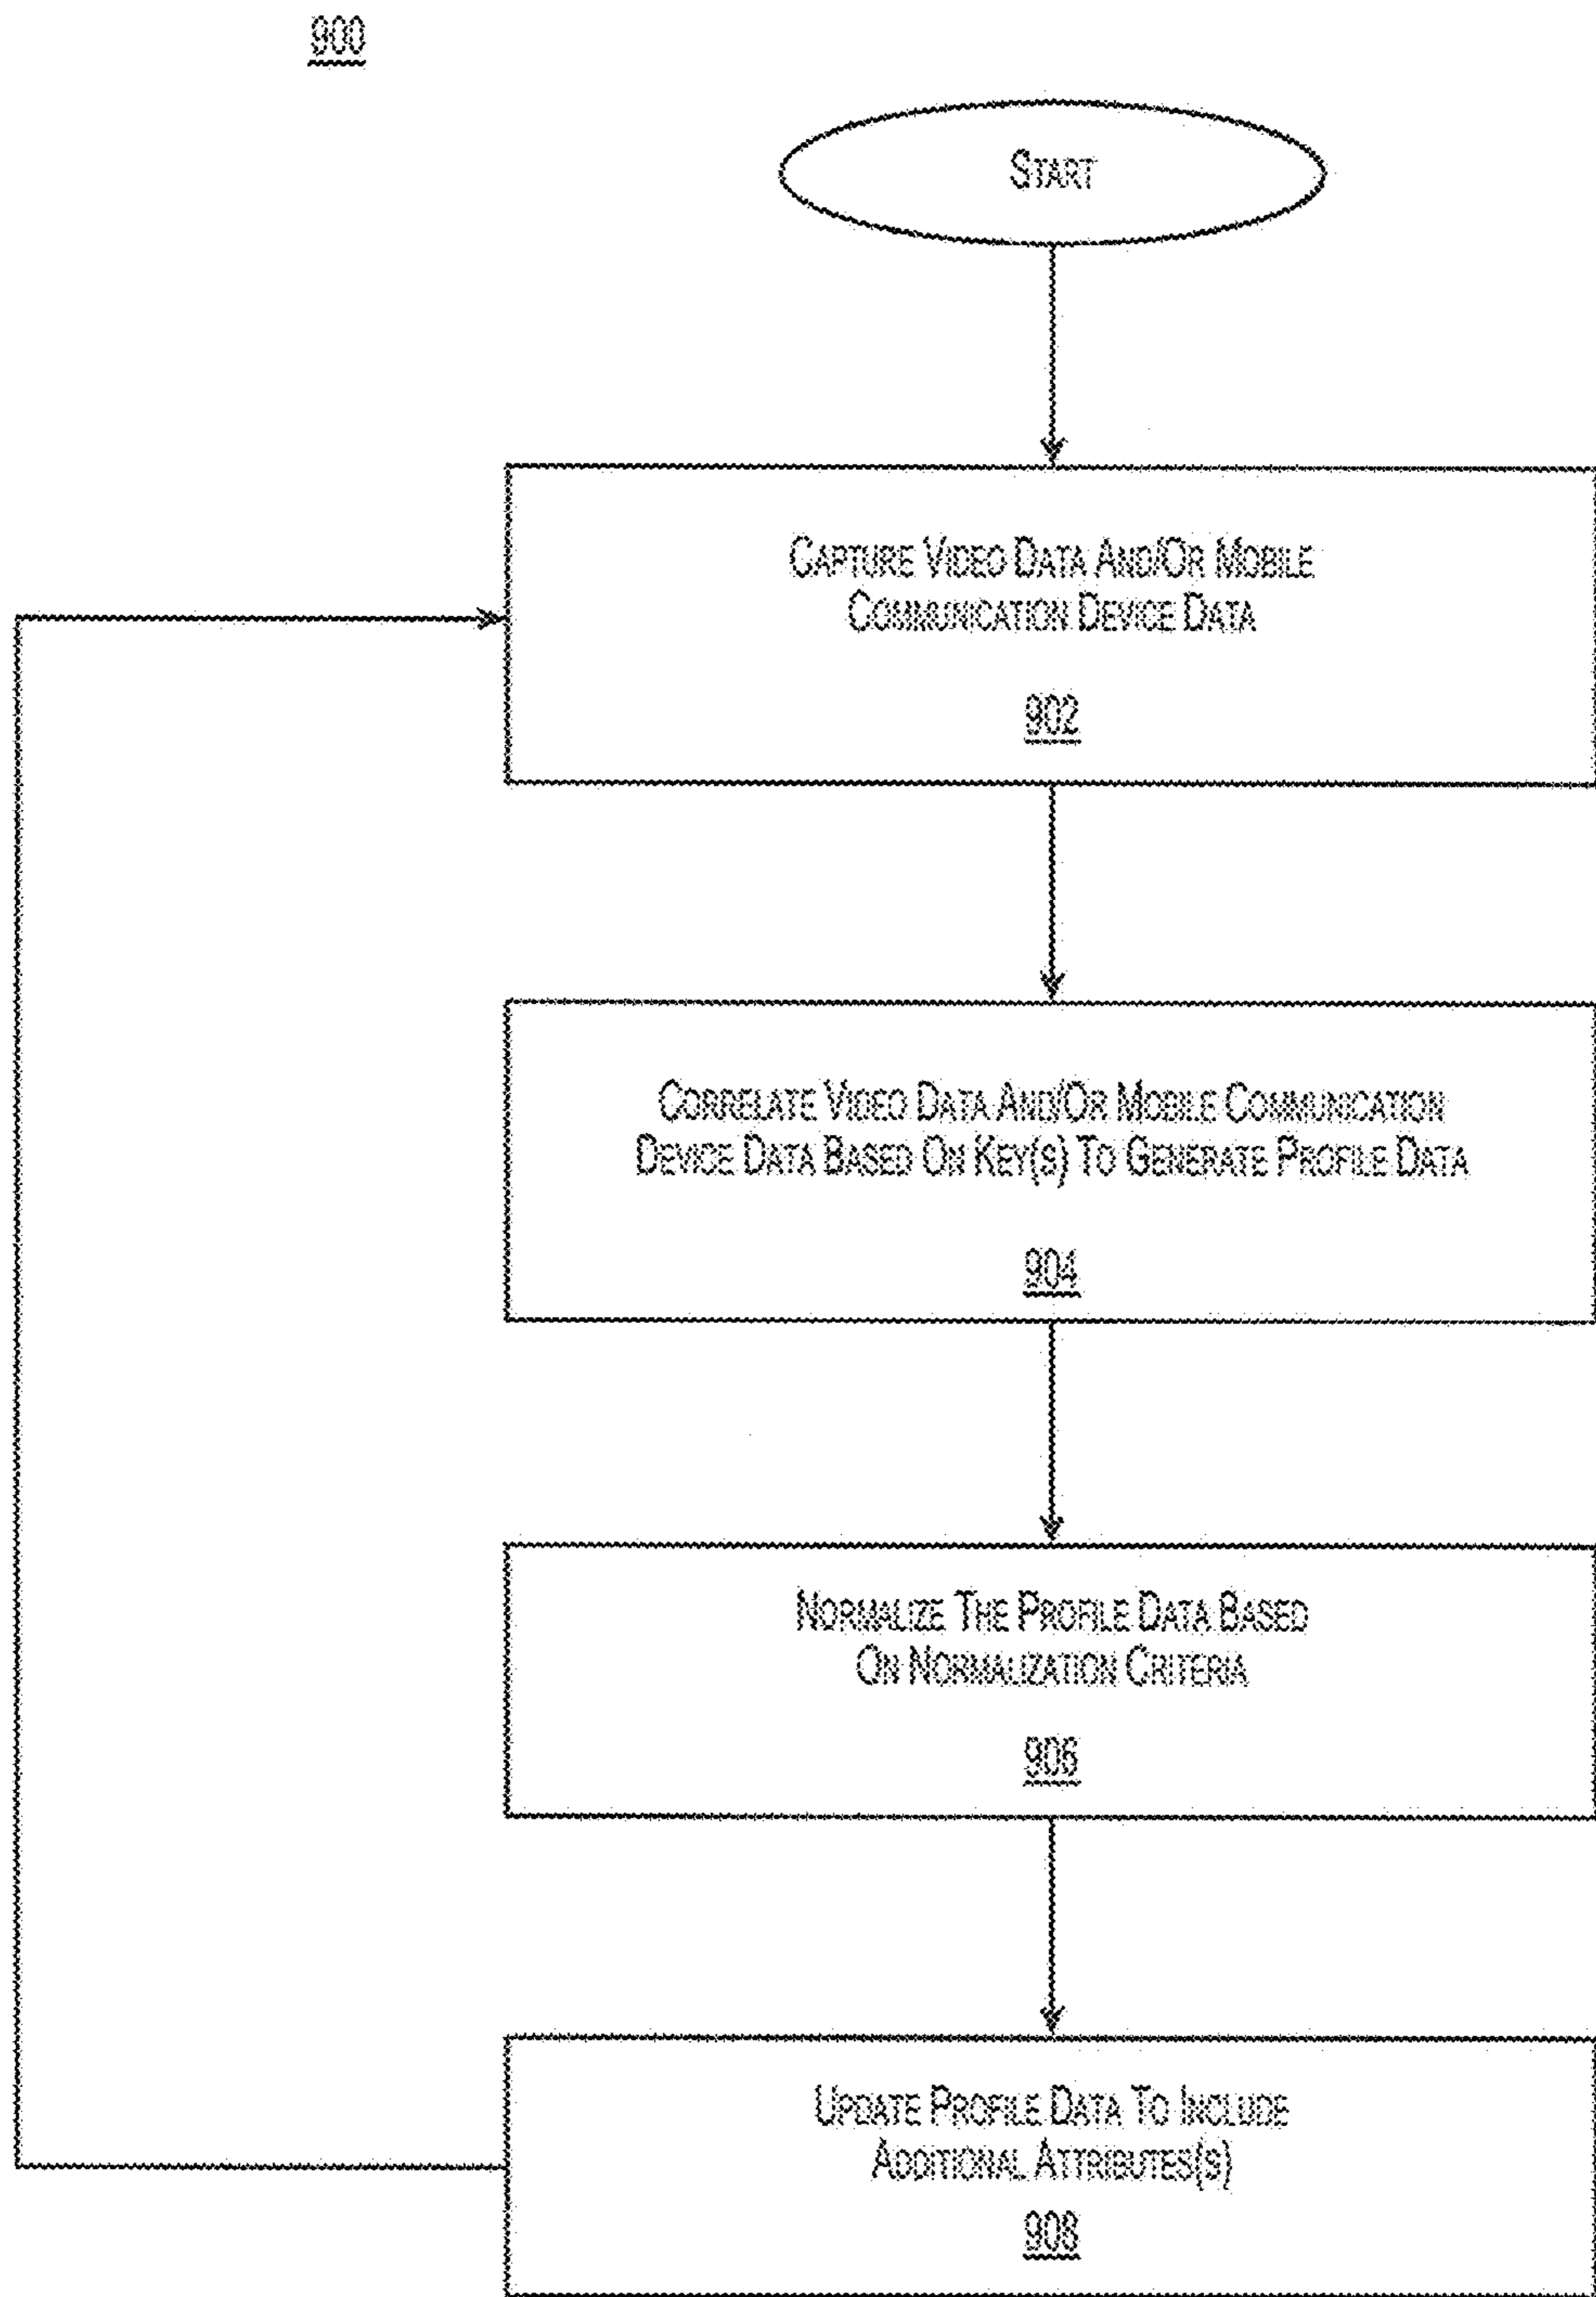 900
START
CAPTURE VIDEO DATA AND/OR MOBILE
COMMUNICATION DEVICE DATA
902
CORRELATE VIDEO DATA AND/OR MOBILE COMMUNICATION
DEVICE DATA BASED ON KEY(S) TO GENERATE PROFILE DATA
904
NORMALIZE THE PROFILE DATA BASED
ON NORMALIZATION CRITERIA
906
UPDATE PROFILE DATA TO INCLUDE
ADDITIONAL ATTRIBUTES(S)
908